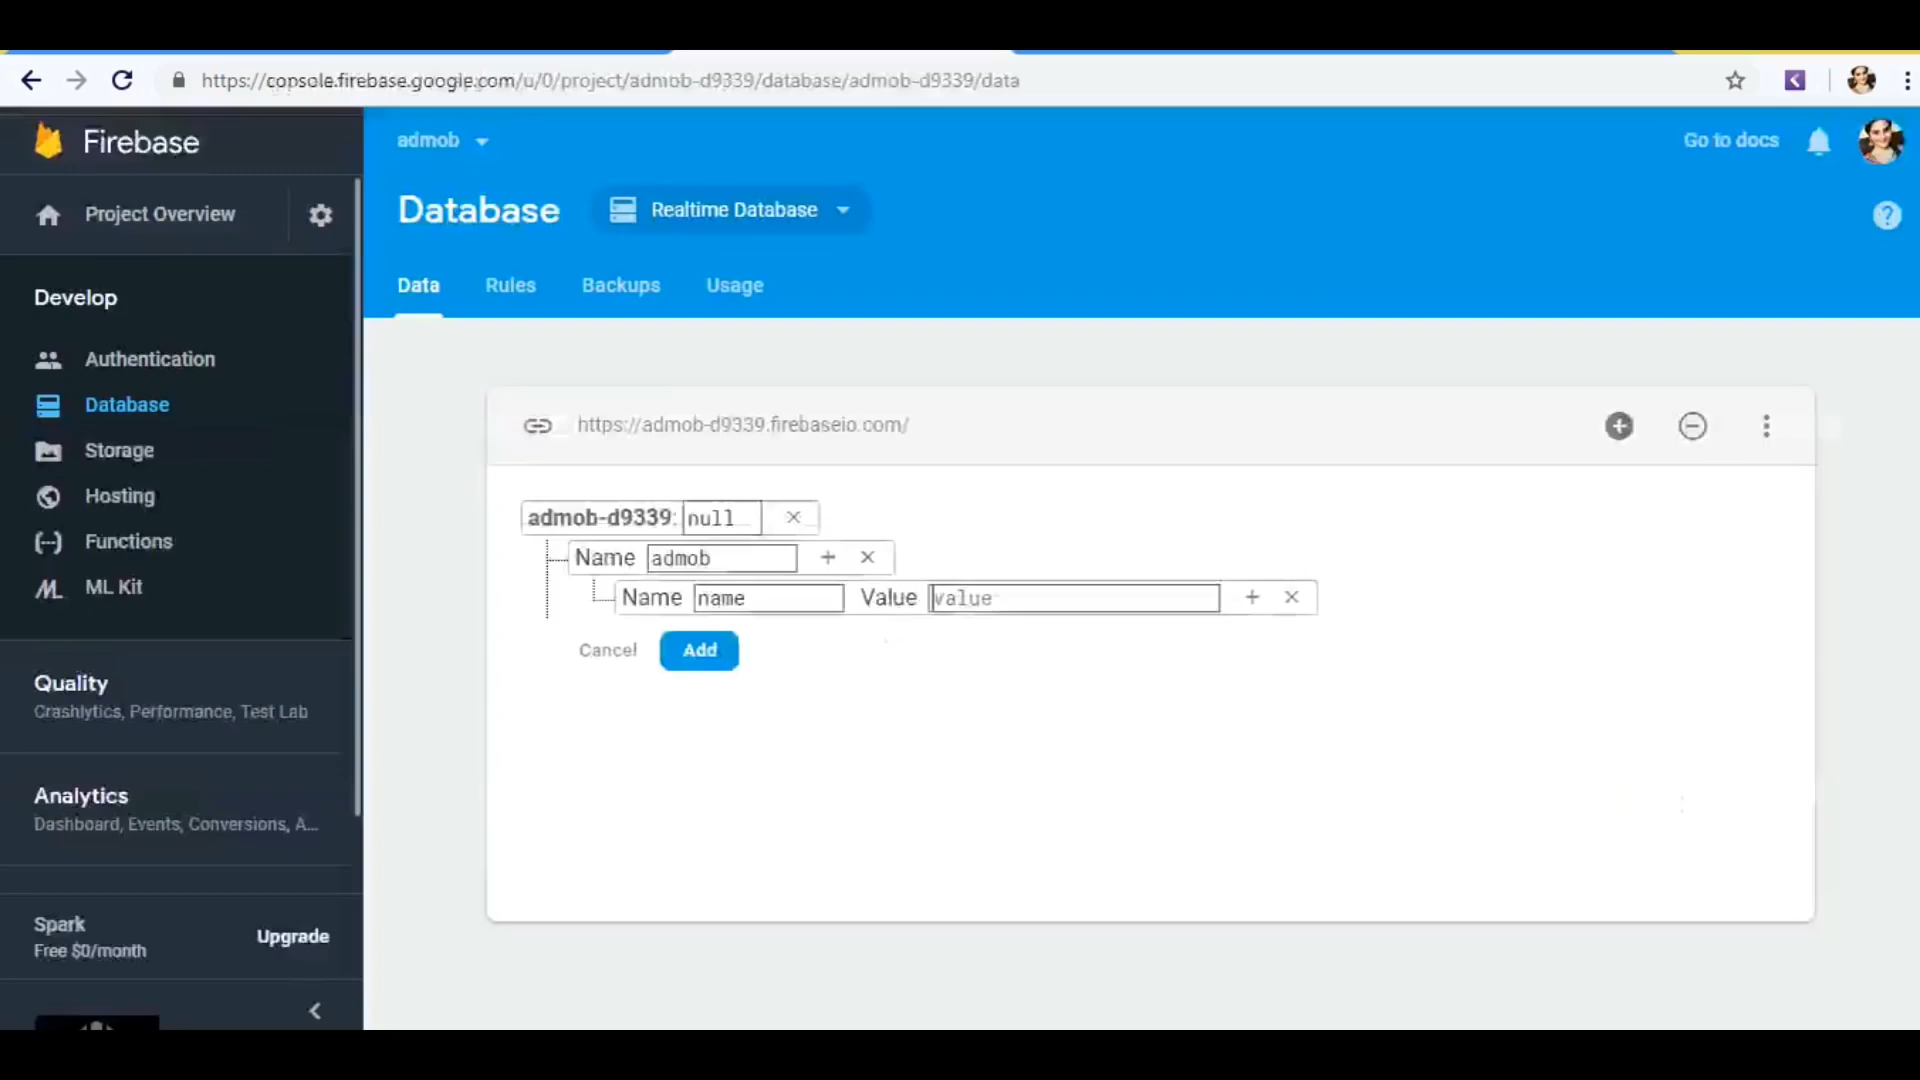 https://console.firebase.google.com/u/0/project/admob-d9339/database/admob-d9339/data
Firebase
admob
Go to docs
Project Overview
Database
Realtime Database
Data Rules Backups Usage
Develop
Authentication
Database
Storage
Hosting
Functions
ML Kit
Quality
Crashlytics, Performance, Test Lab
Analytics
Dashboard, Events, Conversions, A...
Spark
Free $0/month
Upgrade
https://admob-d9339.firebaseio.com/
admob-d9339: null
Name admob
Name name Value value
Cancel Add